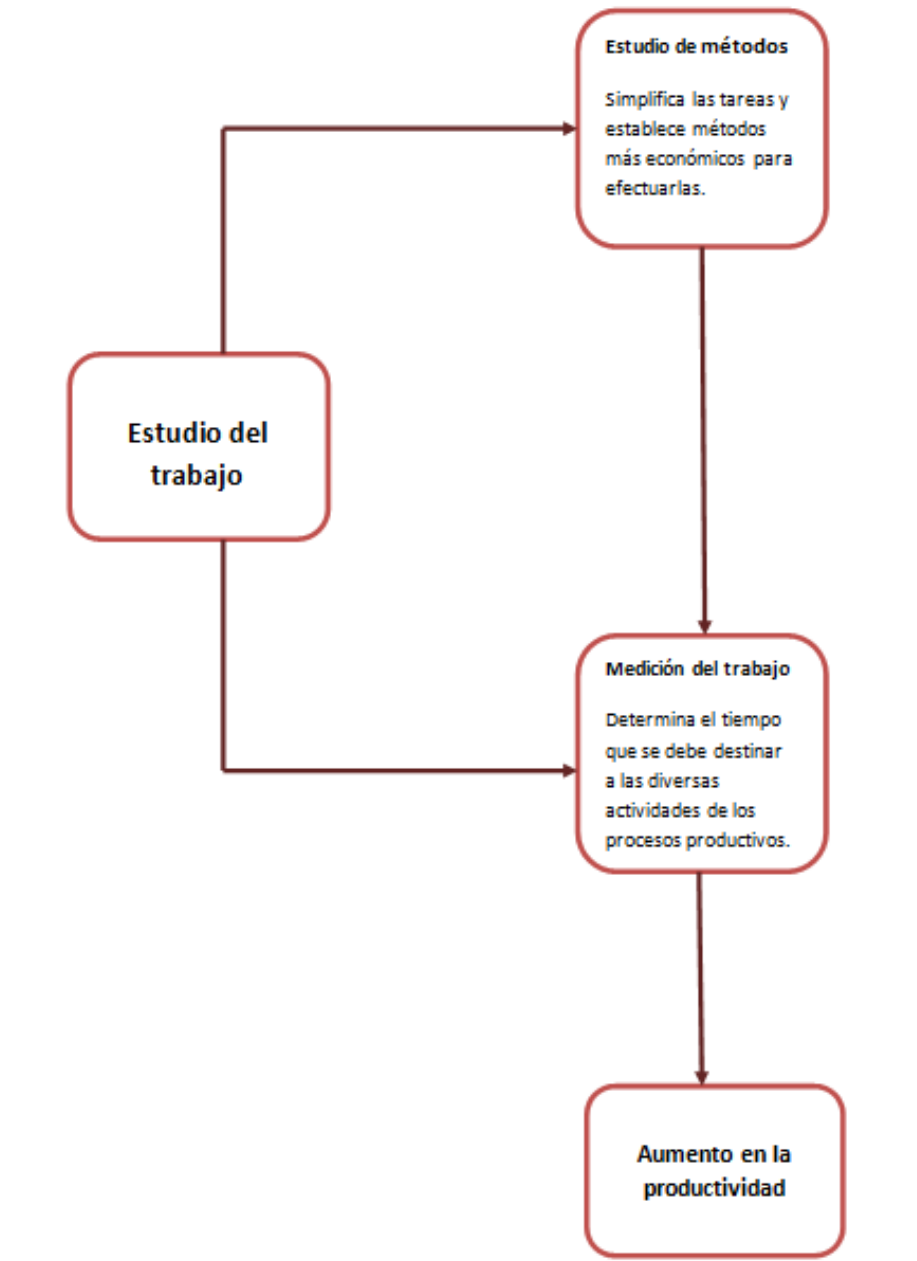 Estudio de métodos
Simplifica las tareas y
establece métodos
más económicos para
efectuarlas.
Estudio del
trabajo
Medición del trabajo
Determina el tiempo
que se debe destinar
a las diversas
actividades de los
procesos productivos.
Aumento en la
productividad